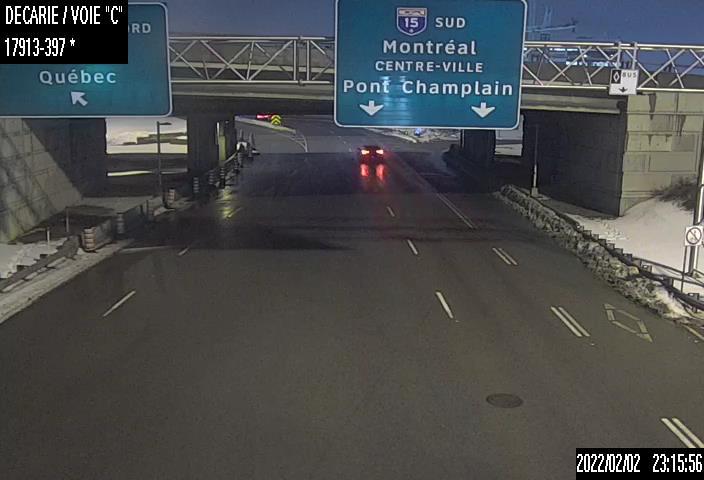 DECARIE / VOIE "C"
17913-397 *
ORD
Québec
15 SUD
Montréal
CENTRE-VILLE
Pont Champlain
BUS
2022/02/02 23:15:56